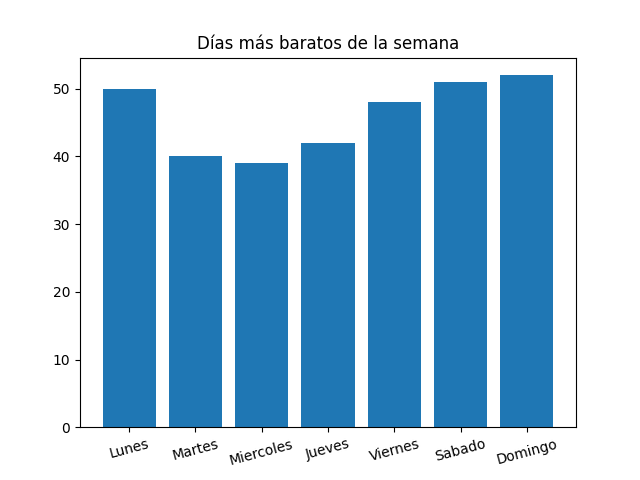 Días más baratos de la semana
50
40
30
20
10
0
Lunes
Martes
Miercoles
Jueves
Viernes
Sabado
Domingo